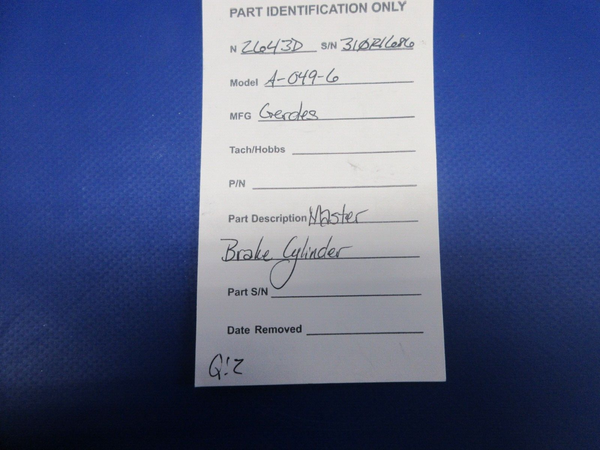 PART IDENTIFICATION ONLY
N 2643D S/N 310R1686
Model A-049-6
MFG Gerdes
Tach/Hobbs
P/N
Part Description Master
Brake Cylinder
Part S/N
Date Removed
Q:2